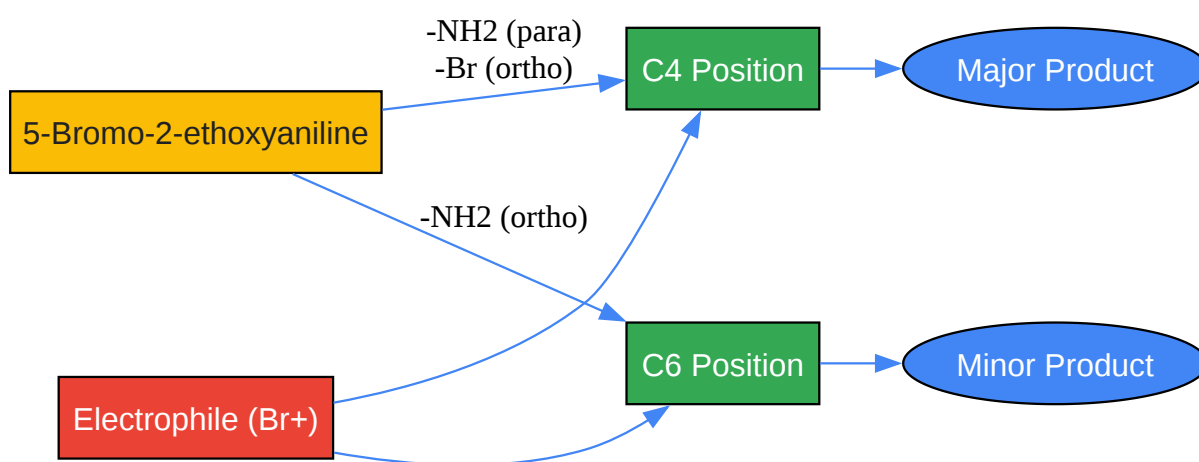 -NH2 (para)
-Br (ortho)
C4 Position
Major Product
5-Bromo-2-ethoxyaniline
-NH2 (ortho)
C6 Position
Minor Product
Electrophile (Br+)